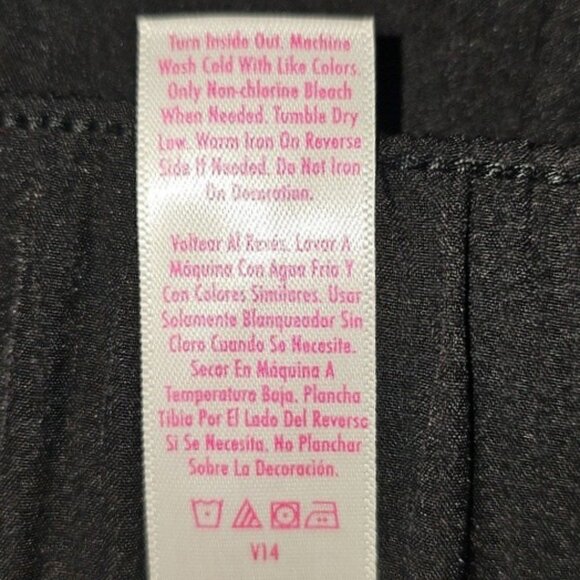 Turn Inside Out. Machine
Wash Cold With Like Colors.
Only Non-chlorine Bleach
When Needed. Tumble Dry
Low. Warm Iron On Reverse
Side If Needed. Do Not Iron
On Decoration.
Voltear Al Revés. Lavar A
Máquina Con Agua Fria Y
Con Colores Similares. Usar
Solamente Blanqueador Sin
Cloro Cuando Se Necesite.
Secar En Máquina A
Temperatura Baja. Plancha
Tibia Por El Lado Del Reverso
Si Se Necesita. No Planchar
Sobre La Decoración.
V14